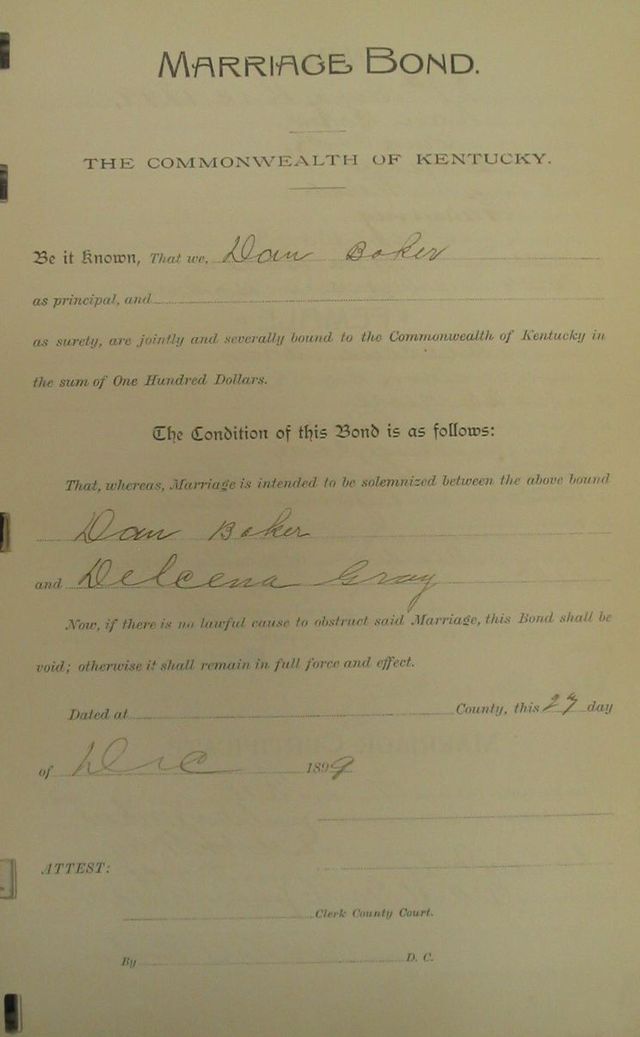 MARRIAGE BOND.
THE COMMONWEALTH OF KENTUCKY.
Be it Known, That we, Dan Baker
as principal, and
as surety, are jointly and severally bound to the Commonwealth of Kentucky in
the sum of One Hundred Dollars.
The Condition of this Bond is as follows:
That, whereas, Marriage is intended to be solemnized between the above bound
Dan Baker
and Delcena Gray
Now, if there is no lawful cause to obstruct said Marriage, this Bond shall be
void; otherwise it shall remain in full force and effect.
Dated at County, this 27 day
of Dec 1899
ATTEST:
Clerk County Court.
By D. C.